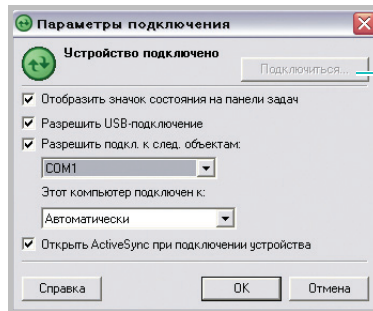 Параметры подключения
Устройство подключено
Подключиться...
Отобразить значок состояния на панели задач
Разрешить USB-подключение
Разрешить подкл. к след. объектам:
COM1
Этот компьютер подключен к:
Автоматически
Открыть ActiveSync при подключении устройства
Справка
OK
Отмена